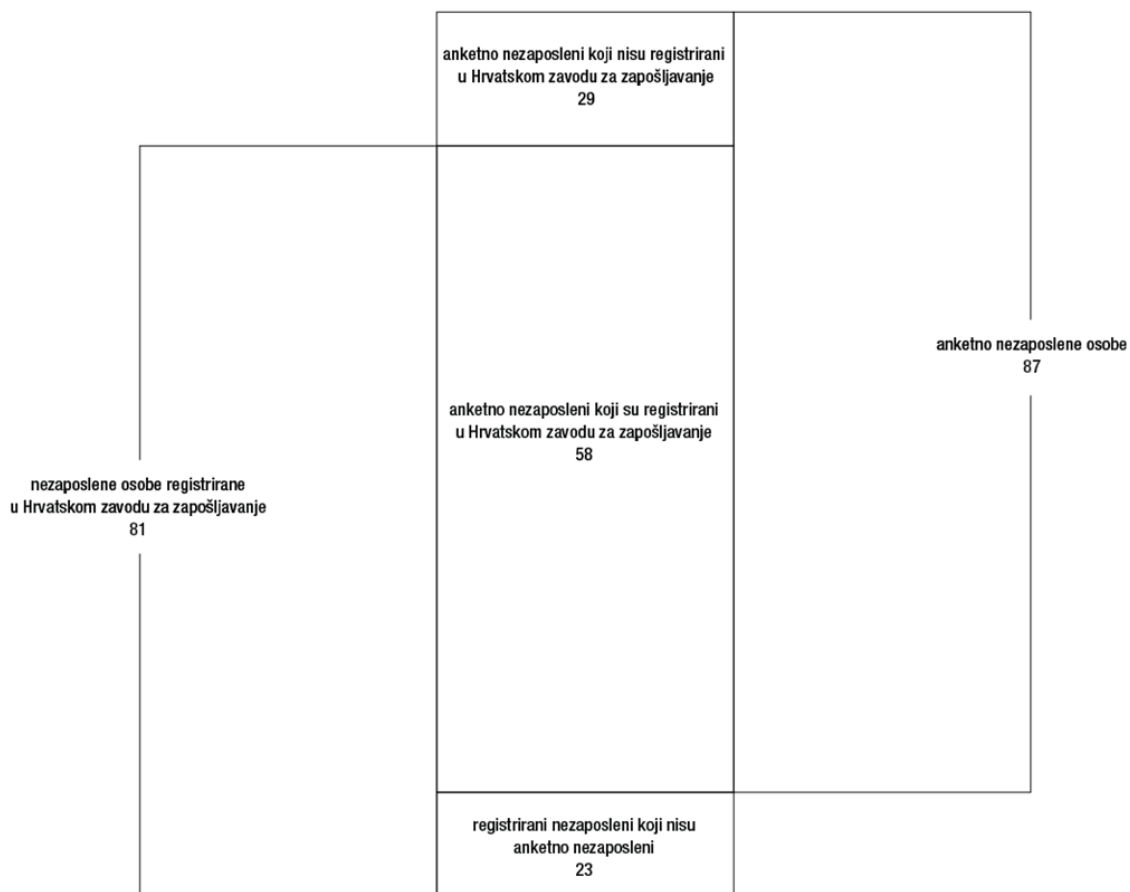 anketno nezaposleni koji nisu registrirani
u Hrvatskom zavodu za zapošljavanje
29
anketno nezaposlene osobe
87
anketno nezaposleni koji su registrirani
u Hrvatskom zavodu za zapošljavanje
58
nezaposlene osobe registrirane
u Hrvatskom zavodu za zapošljavanje
81
registrirani nezaposleni koji nisu
anketno nezaposleni
23